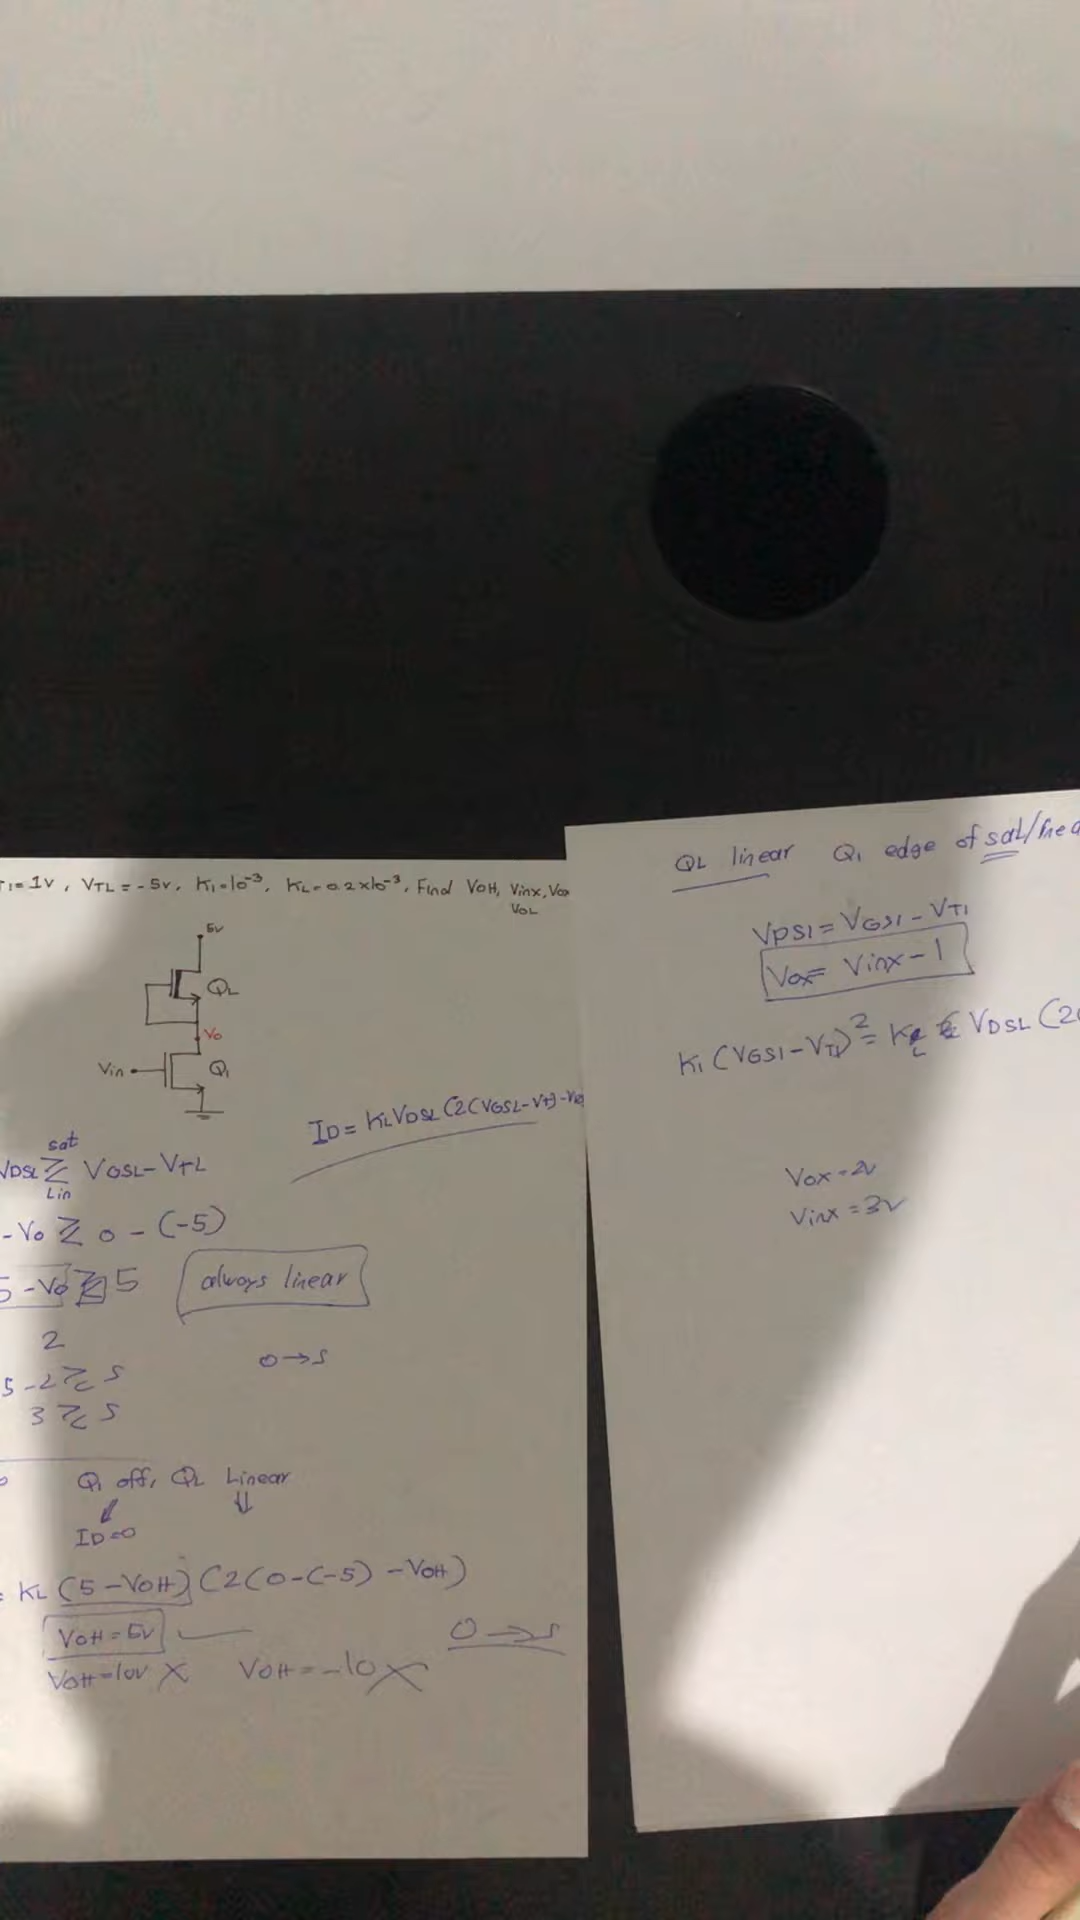 T1=1V, VTL=-5V, K1=10^-3, KL=0.2x10^-3, Find VOH, Vinx, Vox
VOL
5V
QL
Vo
Vin
Q1
ID = KL VDSL (2(VGSL-Vt)-
sat
VDSL ≷ VGSL-VTL
Lin
-Vo ≷ 0 - (-5)
5 - Vo ≷ 5
always linear
2
0→5
5-2 ≷ 5
3 ≷ 5
Q1 off, QL Linear
ID=0
= KL (5-VOH) (2(0-(-5) - VOH)
VOH = 5V
0→5
VOH=10V X VOH=-10 X
QL linear Q1 edge of sat/linea
VDS1 = VGS1 - VT1
Vox = Vinx - 1
K1 (VGS1-VT1)^2 = KL VDSL (2(
Vox=2V
Vinx=3V